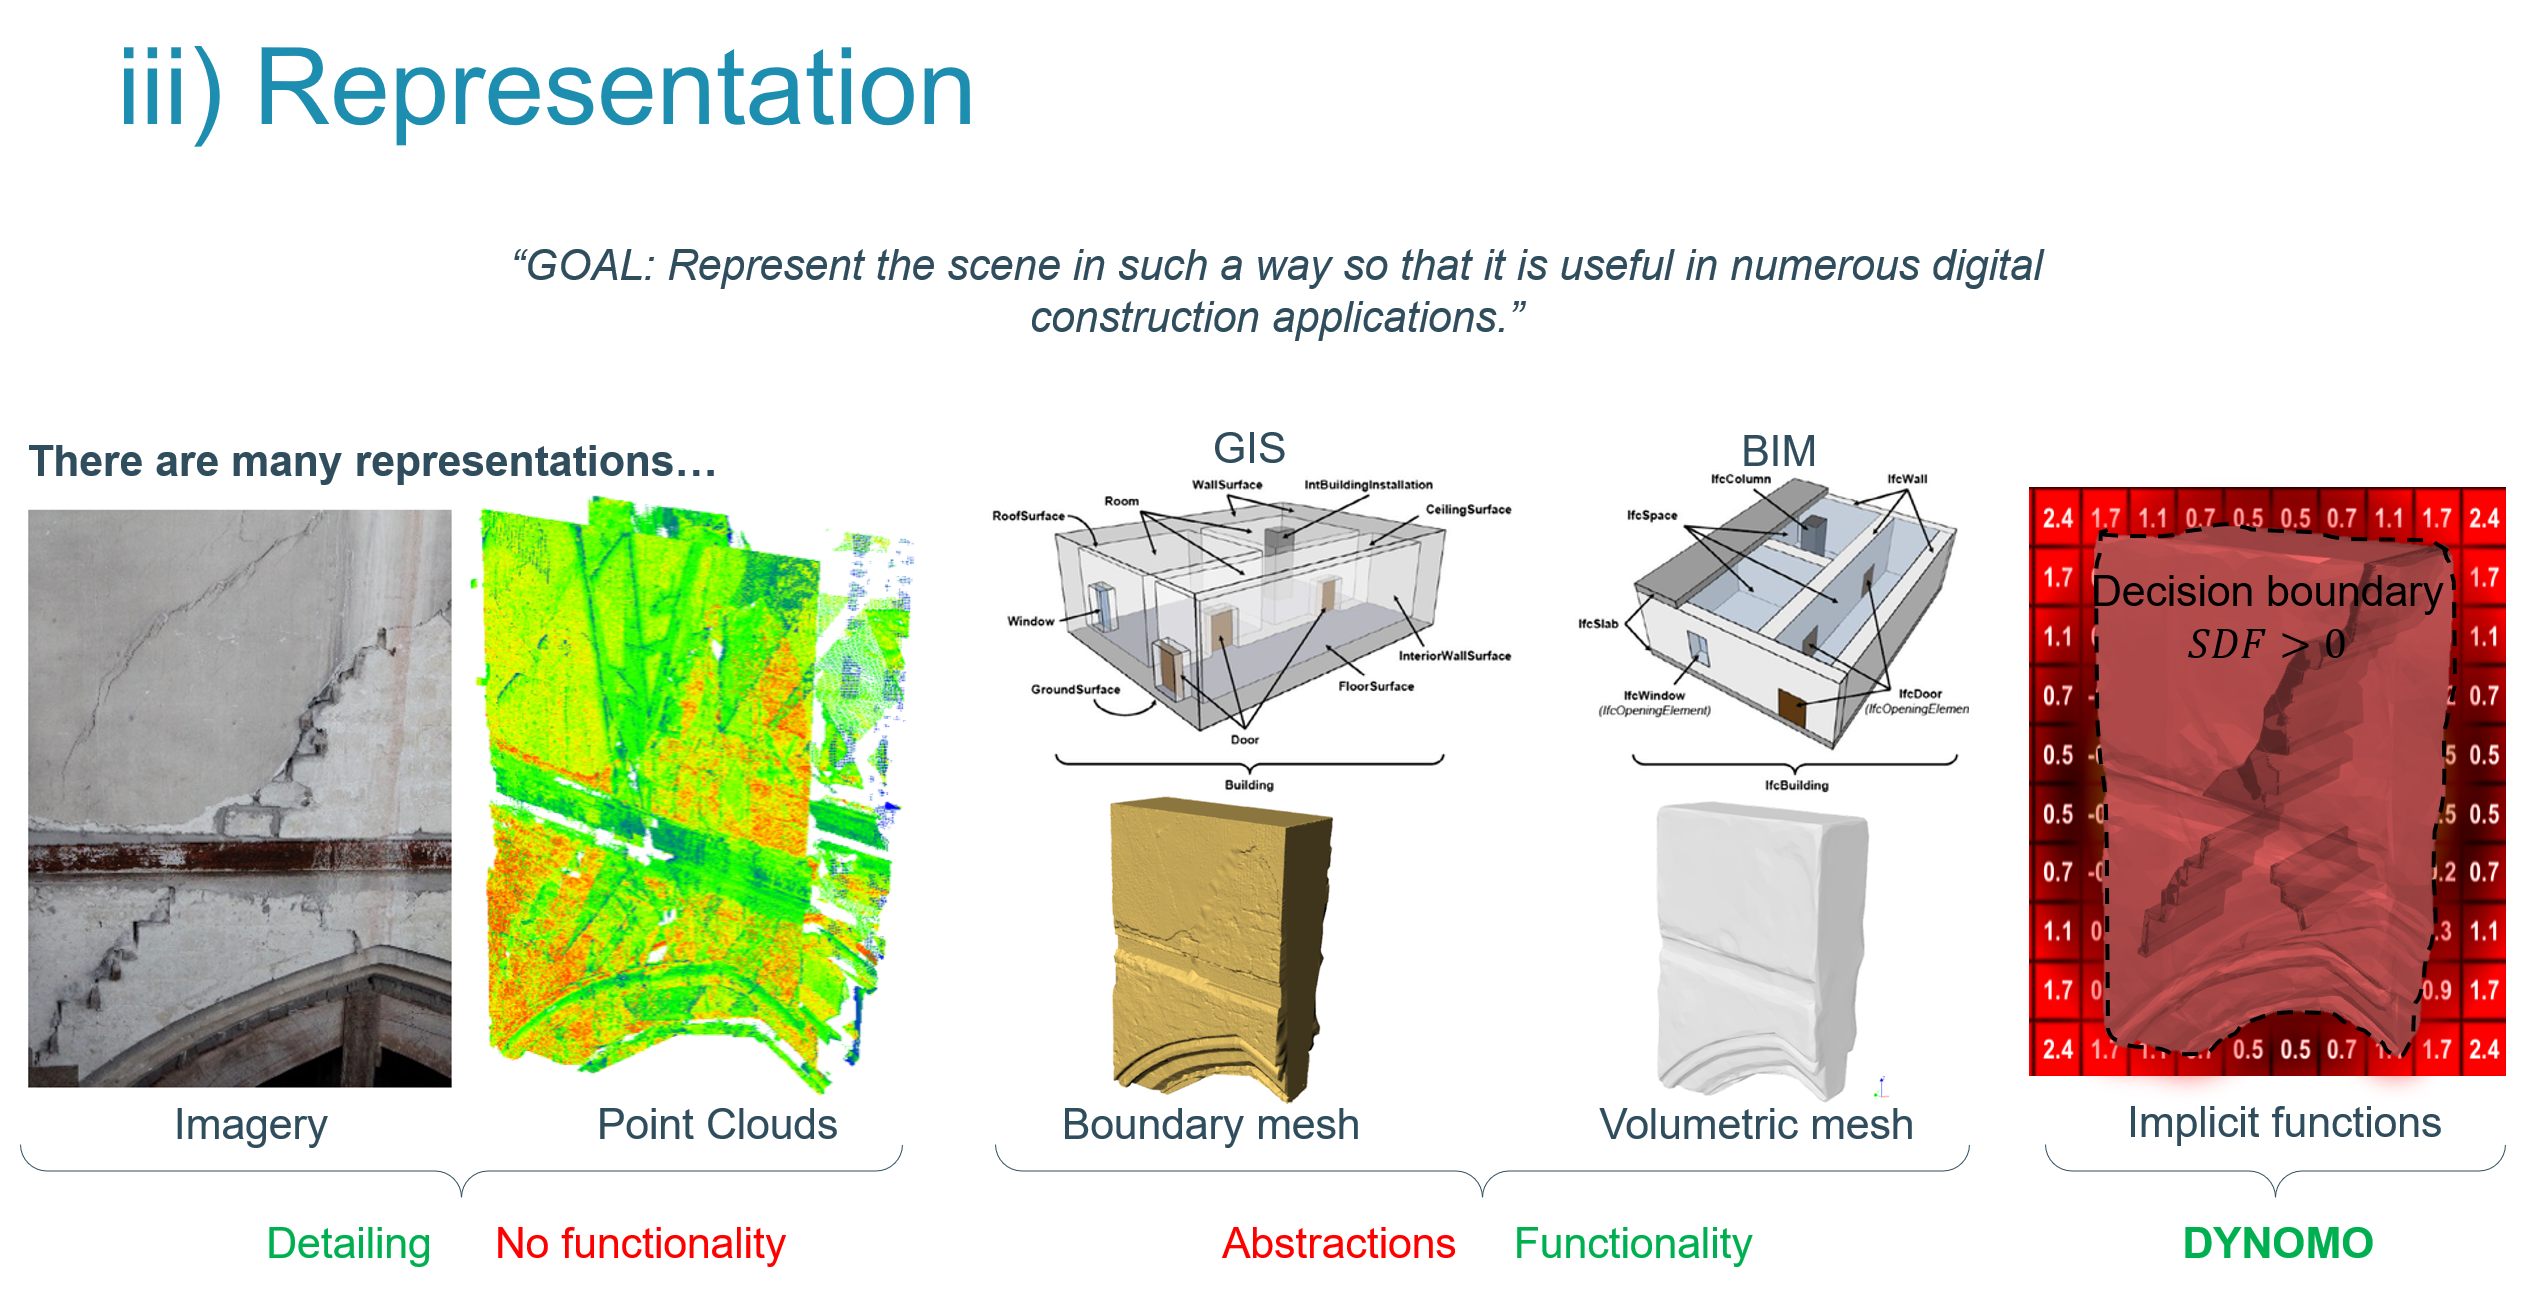 iii) Representation
“GOAL: Represent the scene in such a way so that it is useful in numerous digital
construction applications.”
There are many representations…
GIS
WallSurface
IntBuildingInstallation
Room
RoofSurface
CeilingSurface
Window
InteriorWallSurface
GroundSurface
FloorSurface
Door
Building
BIM
IfcColumn
IfcWall
IfcSpace
IfcSlab
IfcWindow
(IfcOpeningElement)
IfcDoor
(IfcOpeningElemen
IfcBuilding
2.4 1.7 1.1 0.7 0.5 0.5 0.7 1.1 1.7 2.4
1.7 1.7
Decision boundary
SDF > 0
1.1 1.1
0.7 0.7
0.5 0.5
0.5 0.5
0.7 0.7
1.1 1.1
1.7 0.9 1.7
2.4 1.7 0.5 0.5 0.7 1.7 2.4
Imagery
Point Clouds
Boundary mesh
Volumetric mesh
Implicit functions
Detailing
No functionality
Abstractions
Functionality
DYNOMO